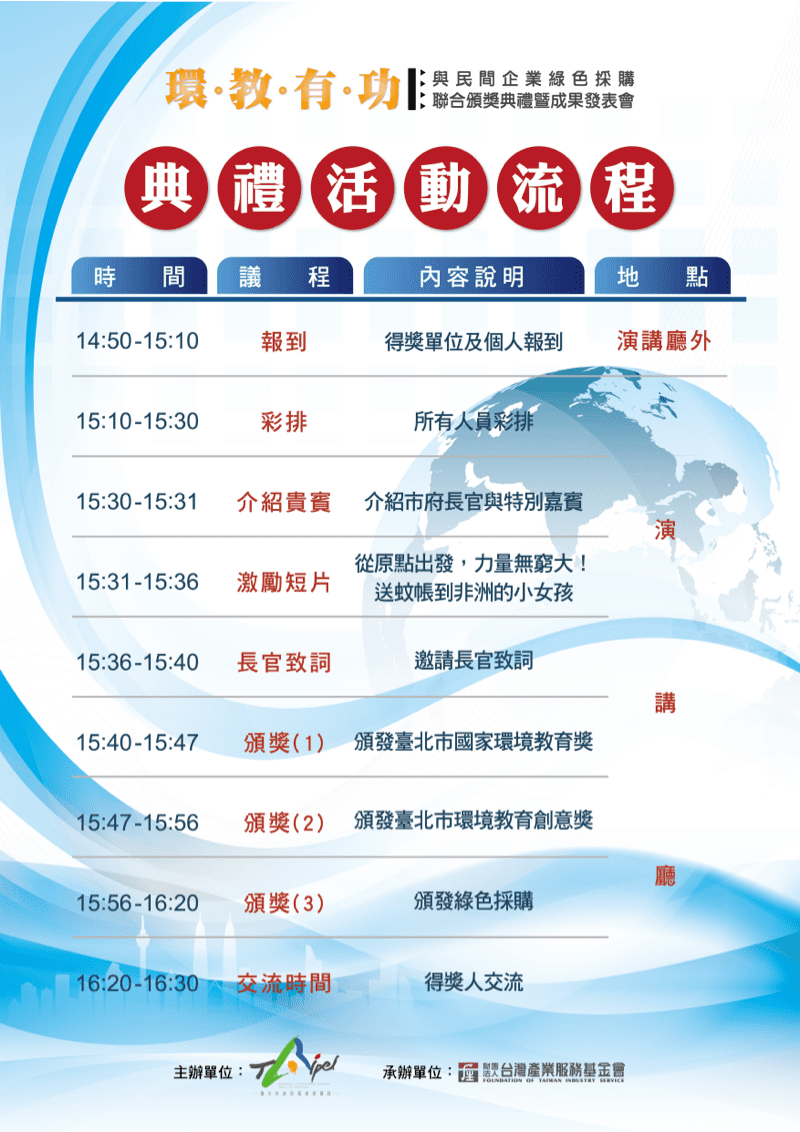 環·教·有·功
與民間企業綠色採購
聯合頒獎典禮暨成果發表會
典禮活動流程
時間 議程 內容說明 地點
14:50-15:10 報到 得獎單位及個人報到 演講廳外
15:10-15:30 彩排 所有人員彩排
15:30-15:31 介紹貴賓 介紹市府長官與特別嘉賓
演
從原點出發，力量無窮大！
15:31-15:36 激勵短片
送蚊帳到非洲的小女孩
15:36-15:40 長官致詞 邀請長官致詞
講
15:40-15:47 頒獎(1) 頒發臺北市國家環境教育獎
15:47-15:56 頒獎(2) 頒發臺北市環境教育創意獎
廳
15:56-16:20 頒獎(3) 頒發綠色採購
16:20-16:30 交流時間 得獎人交流
主辦單位： TAipei
承辦單位： 財團法人台灣產業服務基金會
FOUNDATION OF TAIWAN INDUSTRY SERVICE